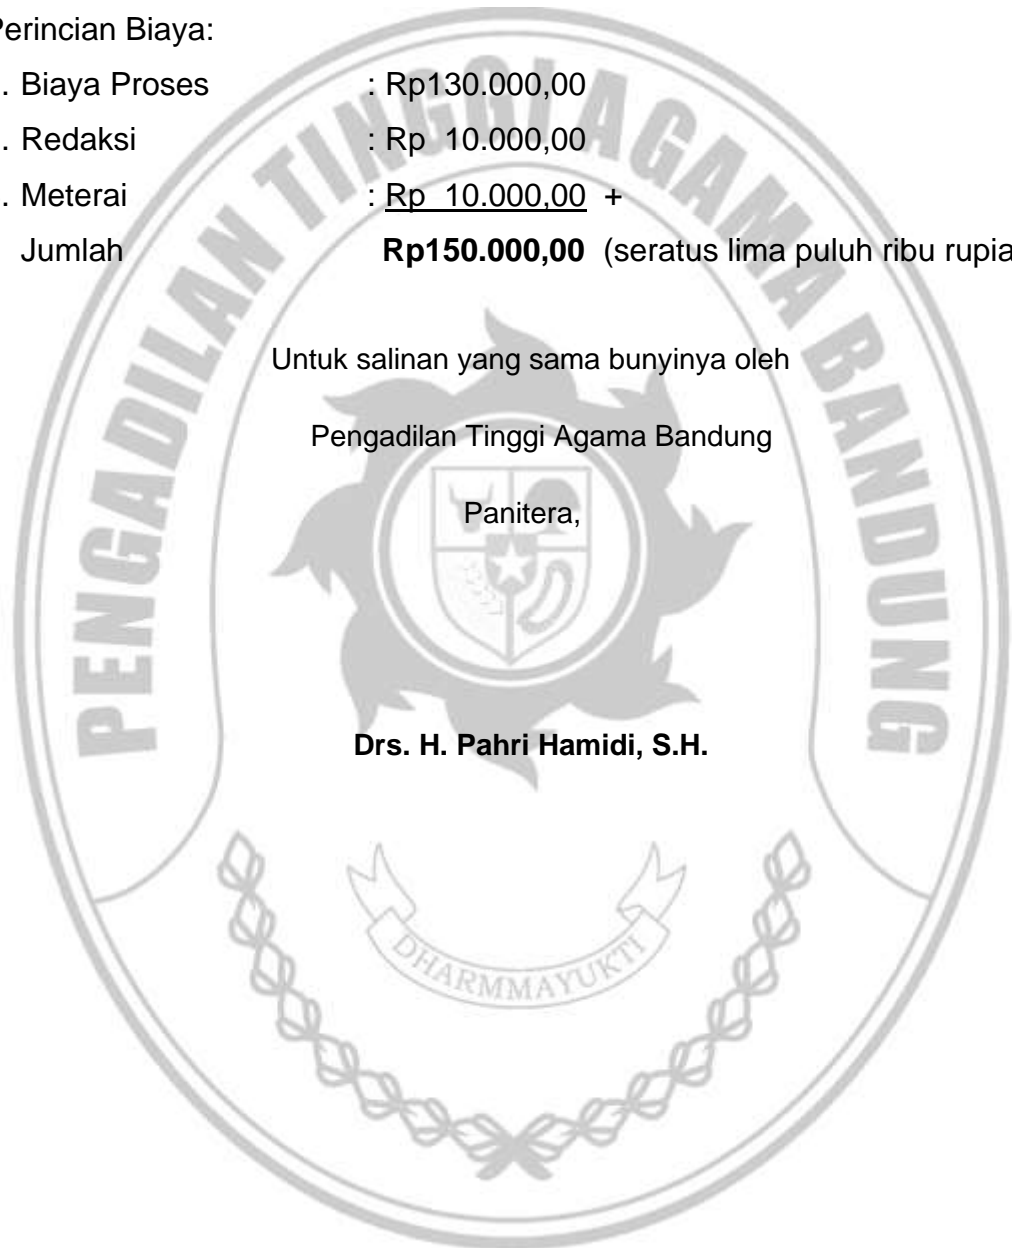 Perincian Biaya:
. Biaya Proses : Rp130.000,00
. Redaksi : Rp 10.000,00
. Meterai : Rp 10.000,00 +
Jumlah Rp150.000,00 (seratus lima puluh ribu rupia
Untuk salinan yang sama bunyinya oleh
Pengadilan Tinggi Agama Bandung
Panitera,
Drs. H. Pahri Hamidi, S.H.
PENGADILAN TINGGI AGAMA BANDUNG
DHARMMAYUKTI